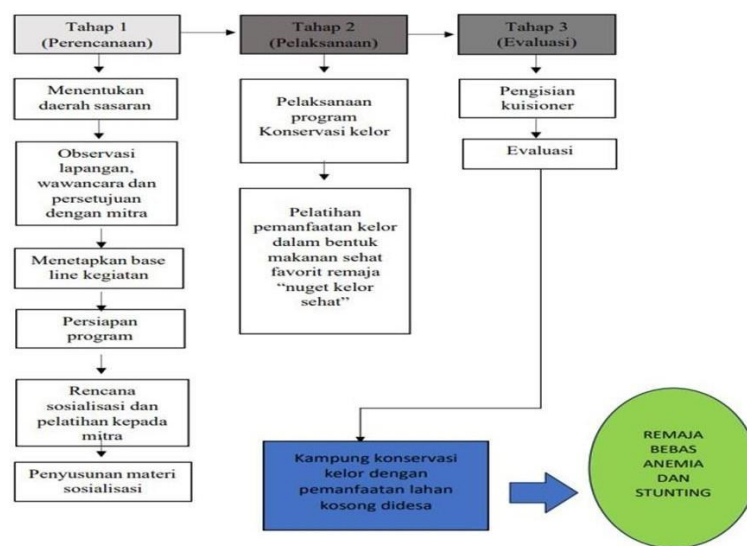 Tahap 1
(Perencanaan)
Menentukan
daerah sasaran
Observasi
lapangan,
wawancara dan
persetujuan
dengan mitra
Menetapkan base
line kegiatan
Persiapan
program
Rencana
sosialisasi dan
pelatihan kepada
mitra
Penyusunan materi
sosialisasi
Tahap 2
(Pelaksanaan)
Pelaksanaan
program
Konservasi kelor
Pelatihan
pemanfaatan kelor
dalam bentuk
makanan sehat
favorit remaja
“nuget kelor
sehat”
Tahap 3
(Evaluasi)
Pengisian
kuisioner
Evaluasi
Kampung konservasi
kelor dengan
pemanfaatan lahan
kosong didesa
REMAJA
BEBAS
ANEMIA
DAN
STUNTING